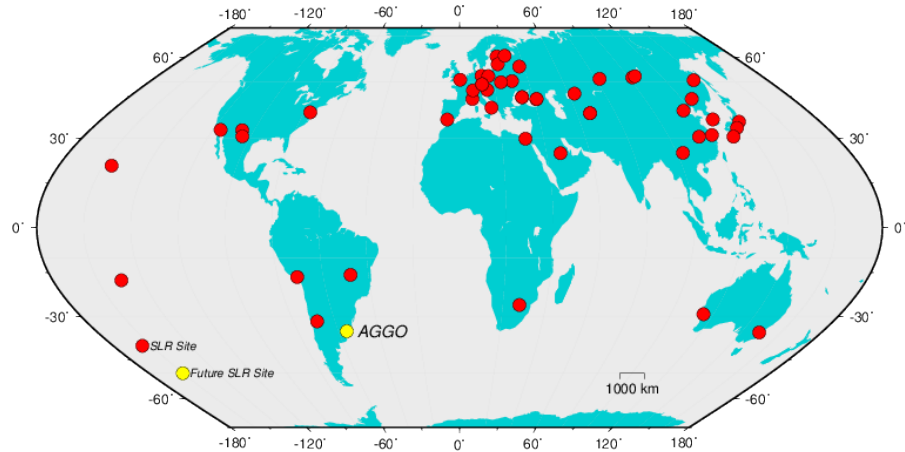 -180° -120° -60° 0° 60° 120° 180°
60° 60°
30° 30°
0° 0°
-30° -30°
AGGO
SLR Site
Future SLR Site
1000 km
-60° -60°
-180° -120° -60° 0° 60° 120° 180°